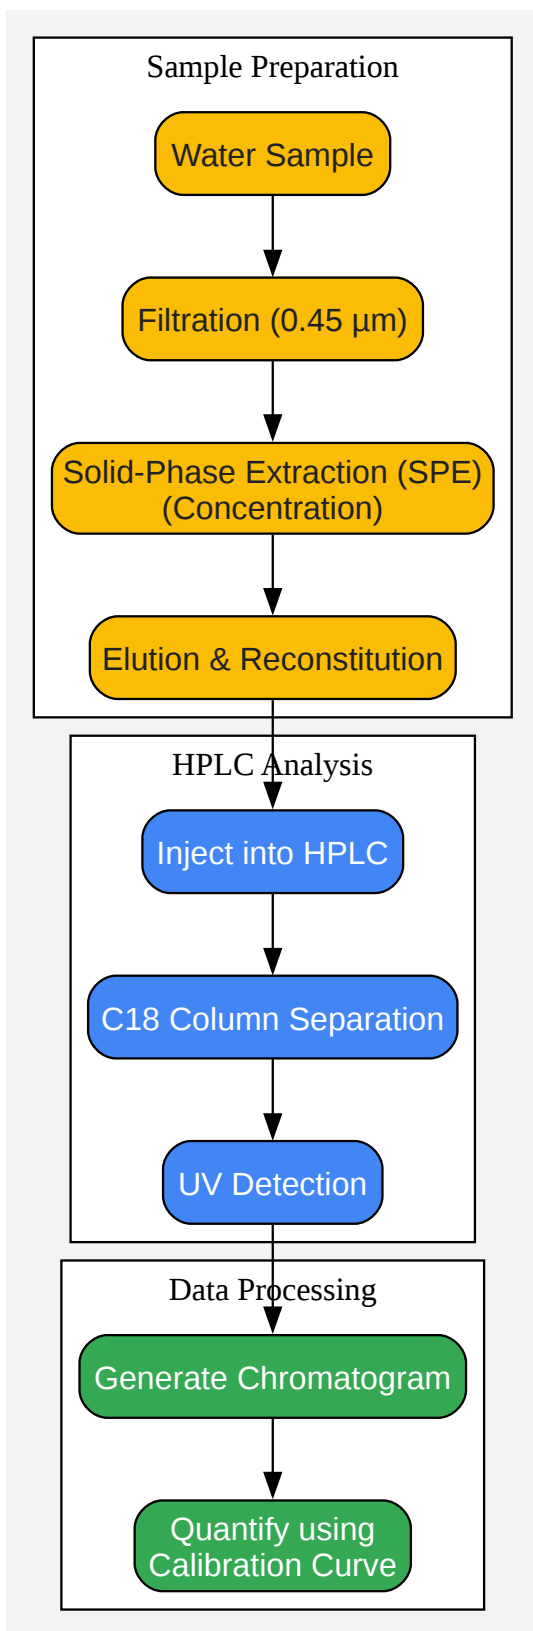 Sample Preparation
Water Sample
Filtration (0.45 µm)
Solid-Phase Extraction (SPE)
(Concentration)
Elution & Reconstitution
HPLC Analysis
Inject into HPLC
C18 Column Separation
UV Detection
Data Processing
Generate Chromatogram
Quantify using
Calibration Curve